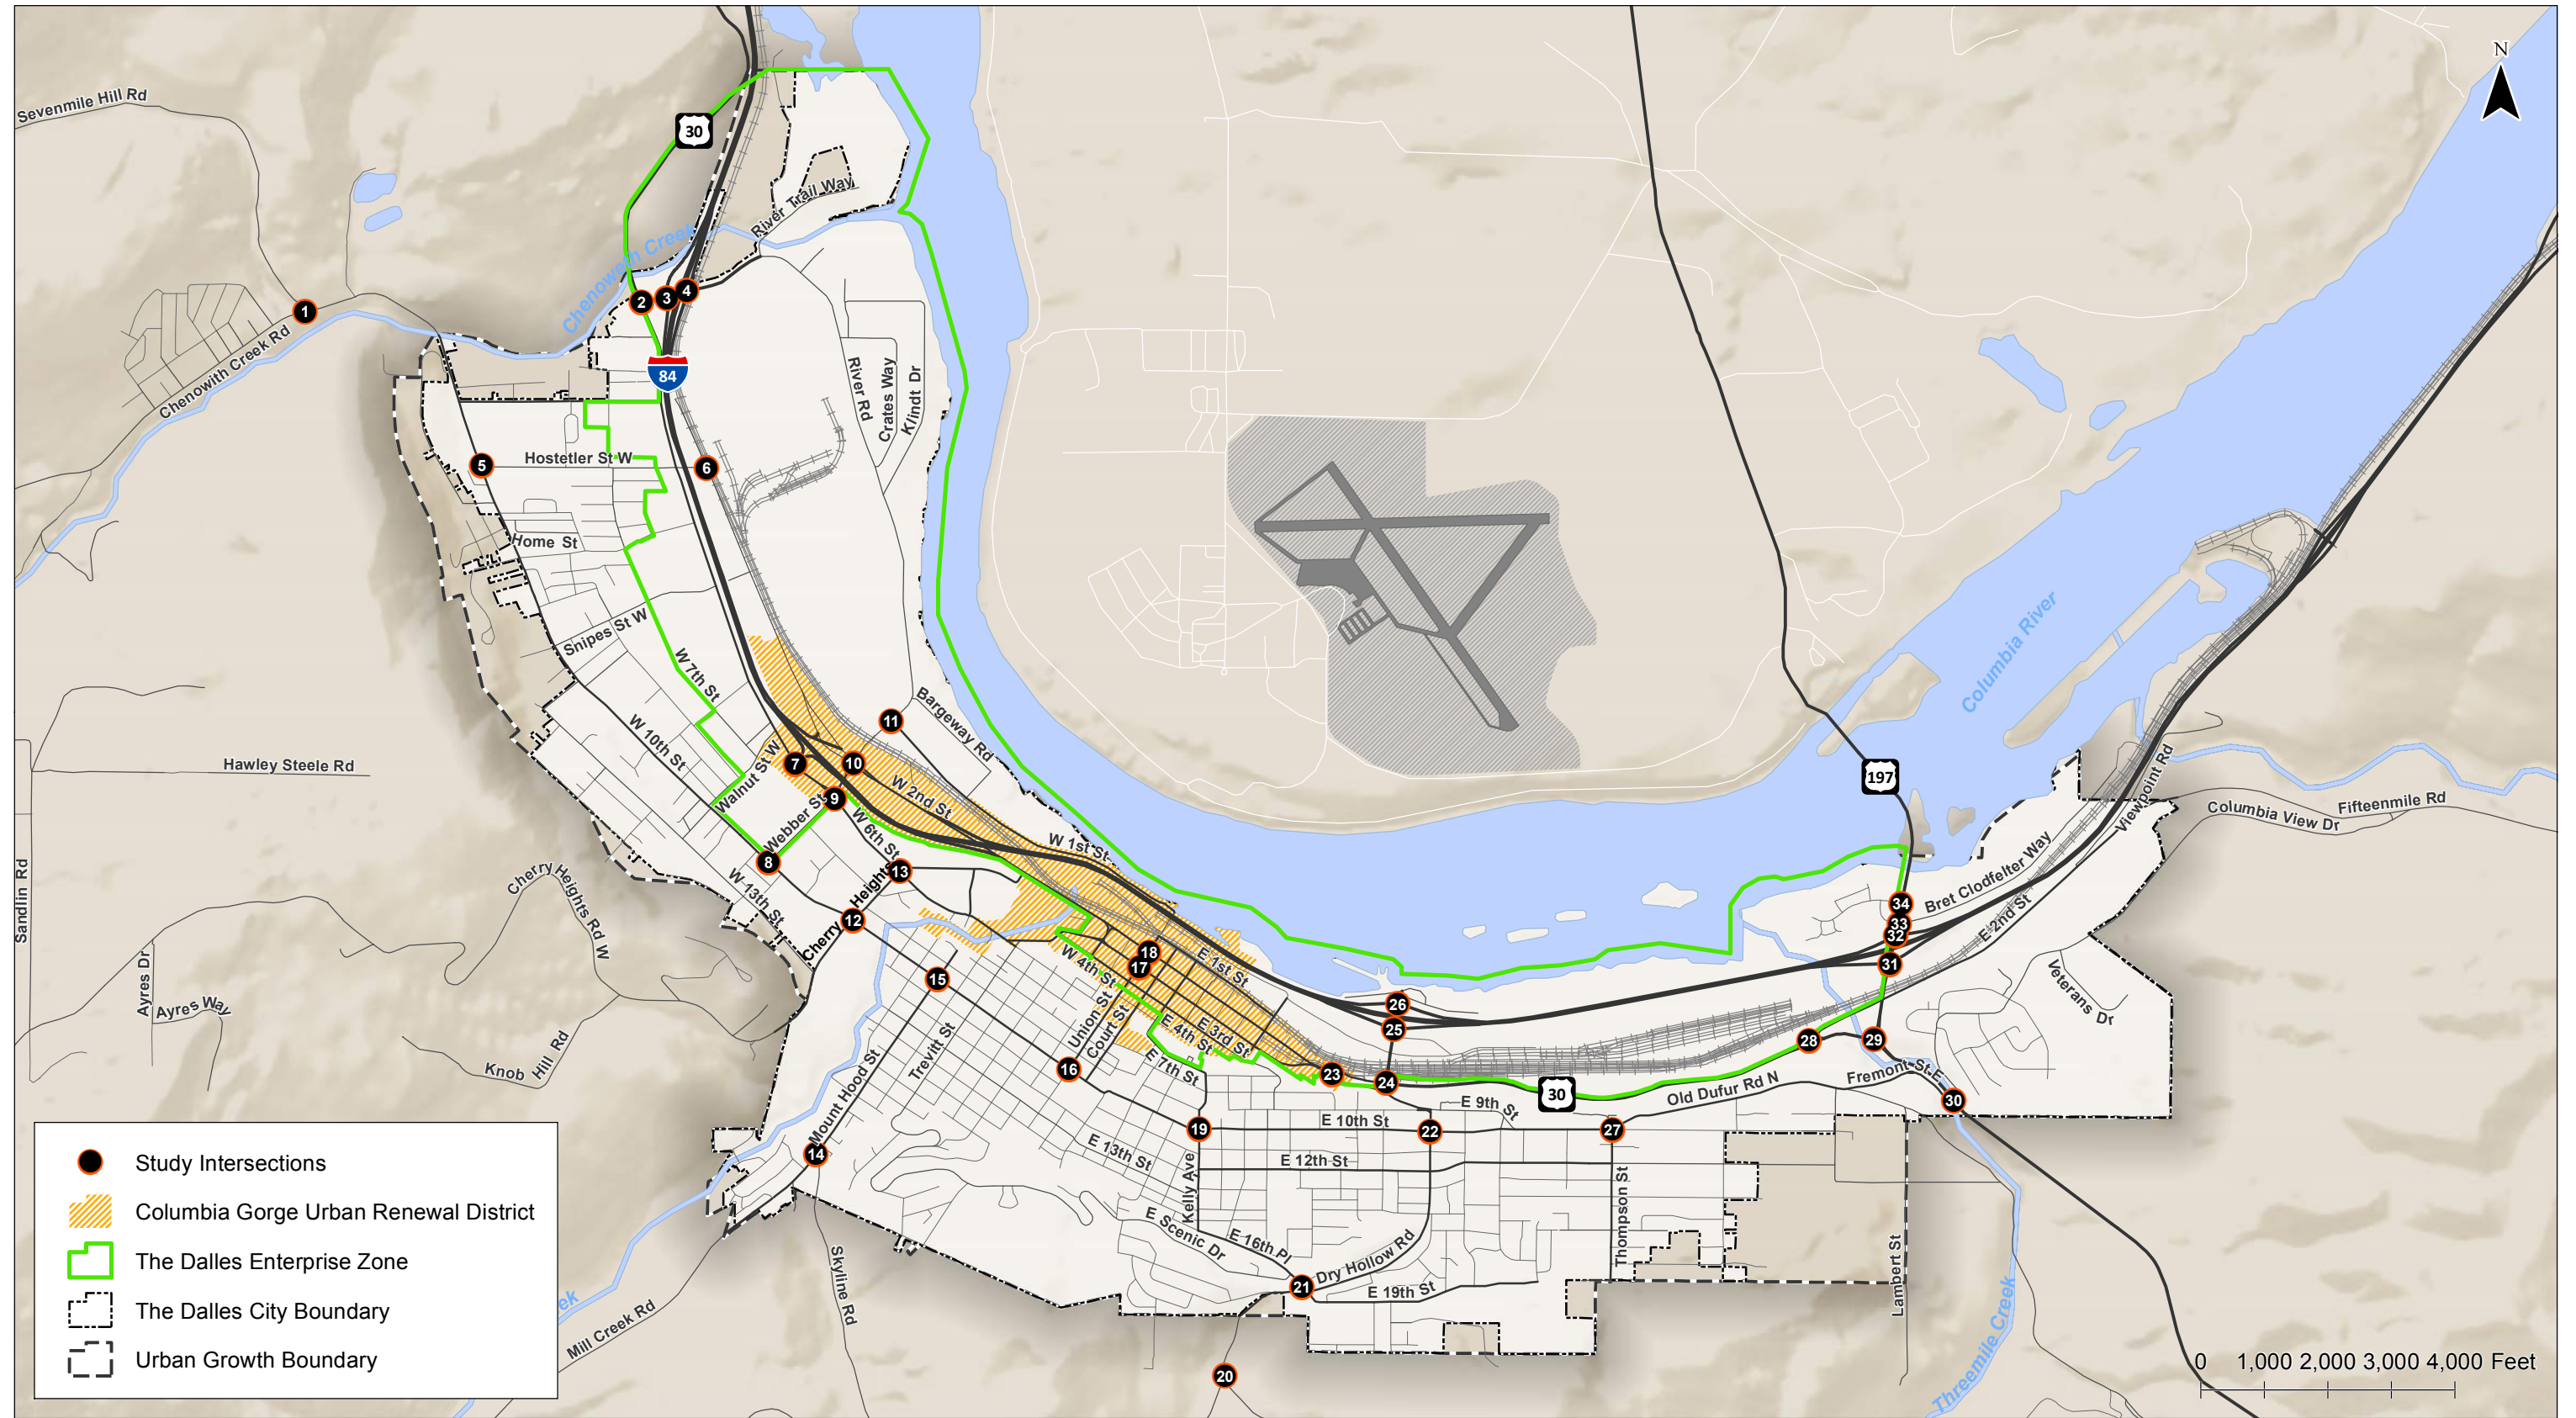 N
Sevenmile Hill Rd
30
River Trail Way
Chenoweth Creek
1
2
3
4
Chenowith Creek Rd
84
River Rd
Crates Way
Klindt Dr
5
Hostetler St W
6
Home St
Snipes St W
Columbia River
W 7th St
Bargeway Rd
11
W 10th St
Hawley Steele Rd
Walnut St W
7
10
197
Viewpoint Rd
W 2nd St
9
Webber St
Columbia View Dr
Fifteenmile Rd
W 6th St
W 1st St
8
13
Bret Clodfelter Way
Sandlin Rd
Cherry Heights Rd W
W 13th St
Cherry Heights
12
34
33
32
E 2nd St
18
17
31
W 4th St
E 1st St
15
Ayres Dr
Ayres Way
Veterans Dr
26
25
Union St
Court St
E 3rd St
E 4th St
Trevitt St
Knob Hill Rd
28
29
16
E 7th St
23
24
30
Old Dufur Rd N
Fremont St E
30
Mount Hood St
E 9th St
E 10th St
19
22
27
14
E 13th St
E 12th St
Kelly Ave
Thompson St
E Scenic Dr
E 16th Pl
Dry Hollow Rd
21
E 19th St
Lambert St
Skyline Rd
Mill Creek Rd
ek
Threemile Creek
20
Study Intersections
Columbia Gorge Urban Renewal District
The Dalles Enterprise Zone
The Dalles City Boundary
Urban Growth Boundary
0 1,000 2,000 3,000 4,000 Feet